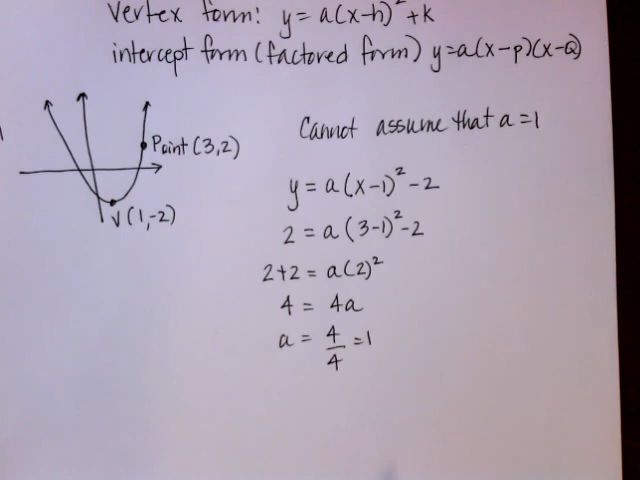 Vertex form: y = a(x-h)² + k
intercept form (factored form) y=a(x-p)(x-Q)
Cannot assume that a=1
Point (3,2)
V(1,-2)
y = a(x-1)² - 2
2 = a(3-1)² - 2
2+2 = a(2)²
4 = 4a
a = 4/4 = 1